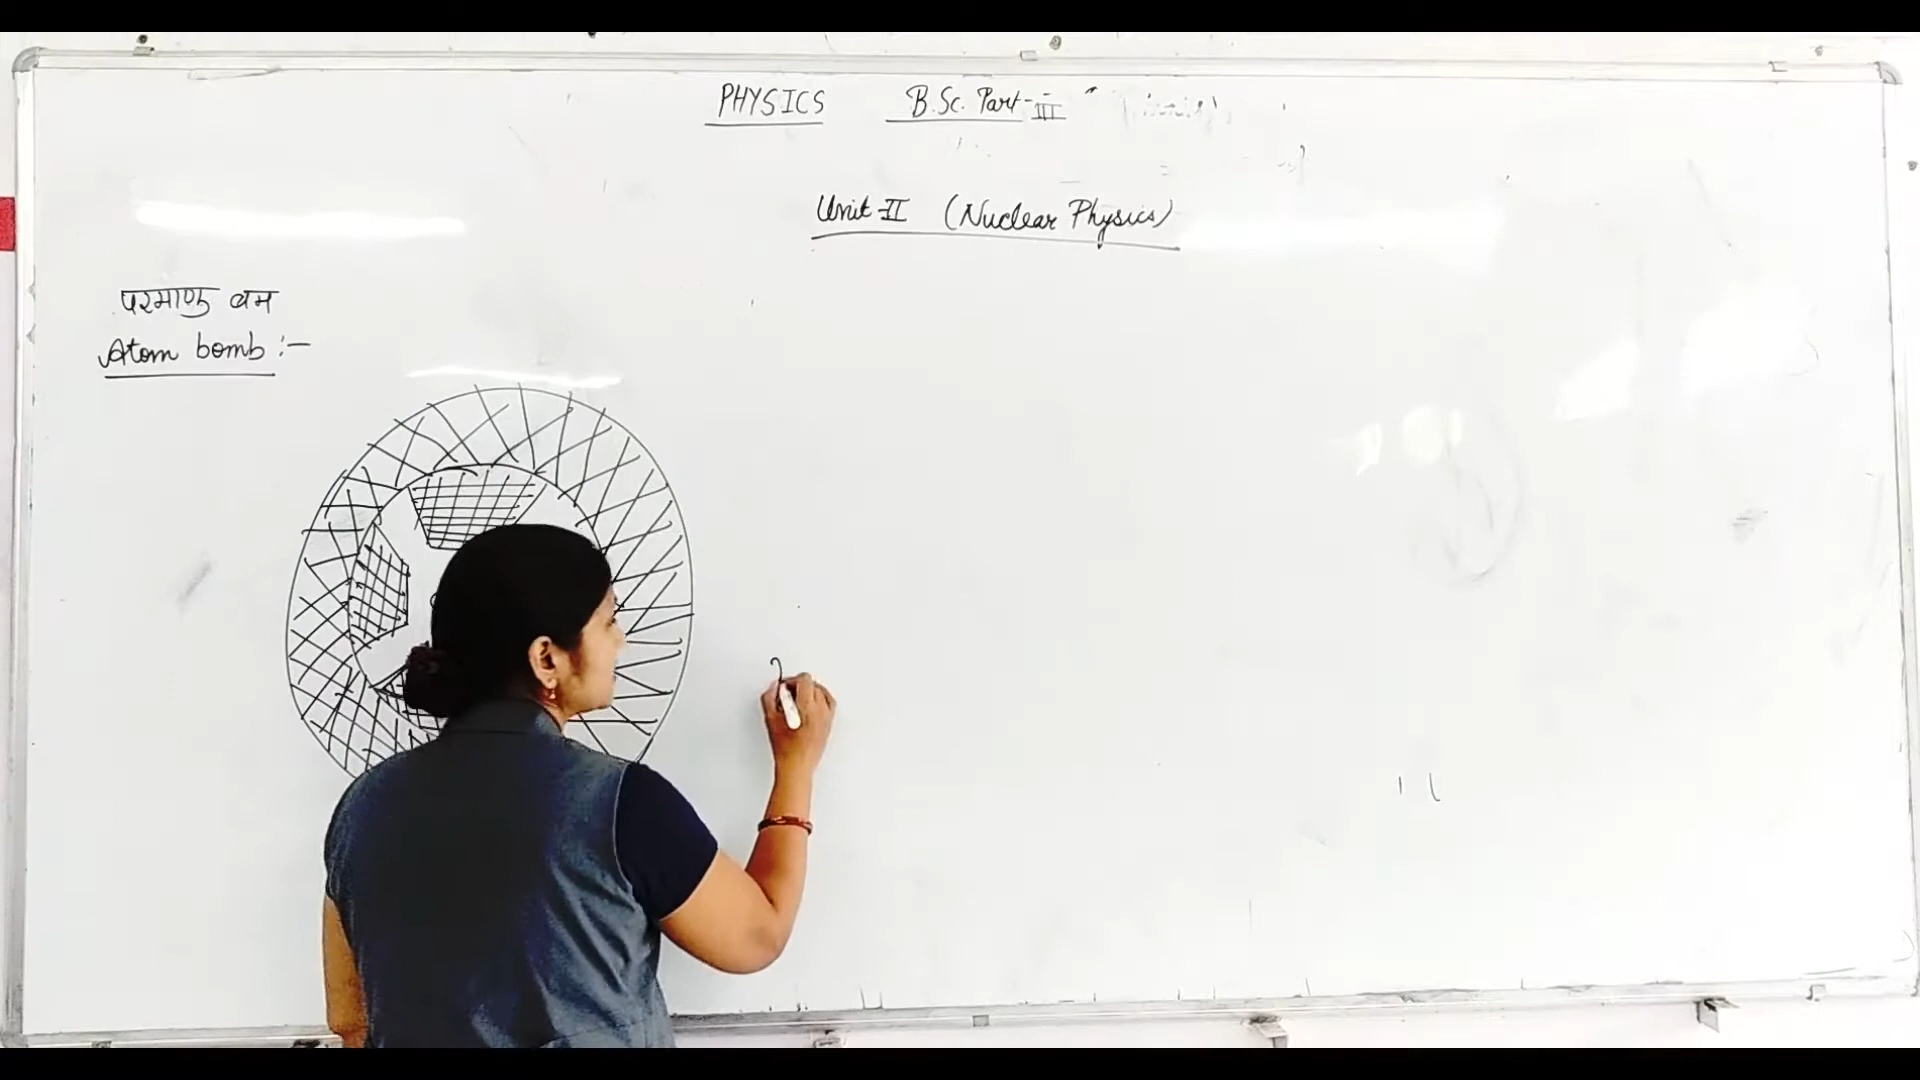 PHYSICS B.Sc. Part-III
Unit-II (Nuclear Physics)
परमाणु बम
Atom bomb :-